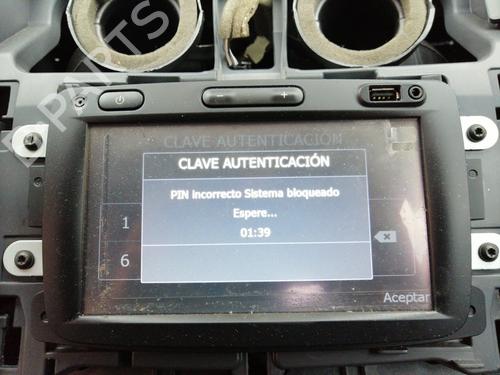 CLAVE AUTENTICACIÓN
CLAVE AUTENTICACIÓN
PIN incorrecto Sistema bloqueado
Espere...
01:39
1
6
Aceptar